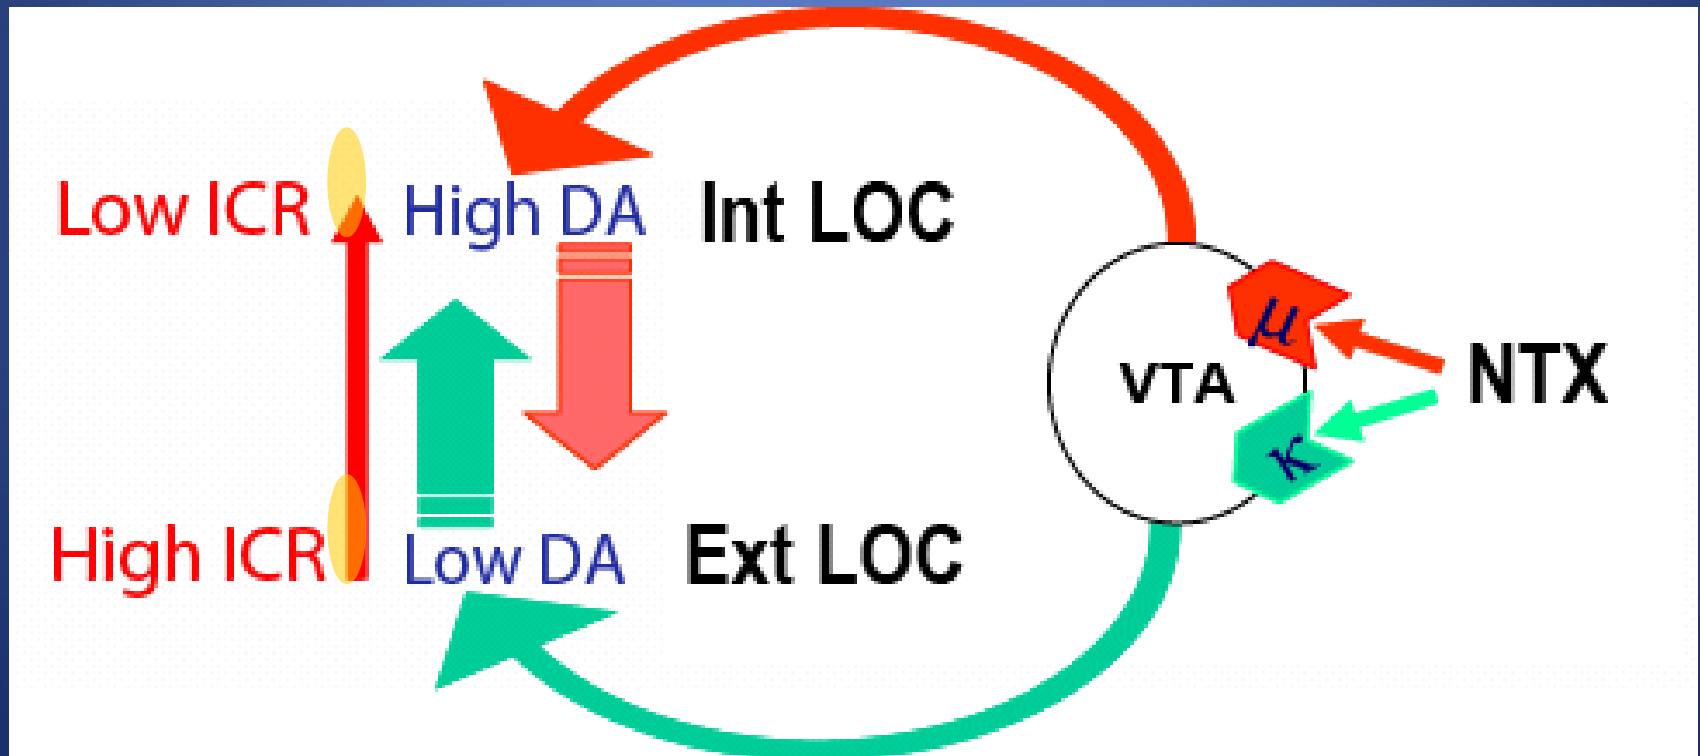 Low ICR High DA Int LOC
μ
VTA
NTX
κ
High ICR Low DA Ext LOC